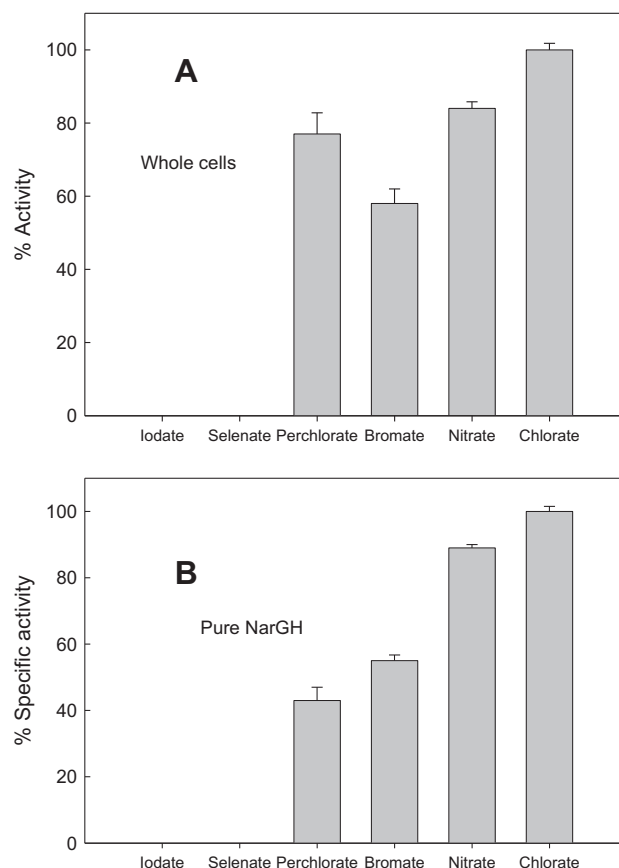 100
A
80
Whole cells
60
% Activity
40
20
0
Iodate Selenate Perchlorate Bromate Nitrate Chlorate
100
80
B
Pure NarGH
60
% Specific activity
40
20
0
Iodate Selenate Perchlorate Bromate Nitrate Chlorate